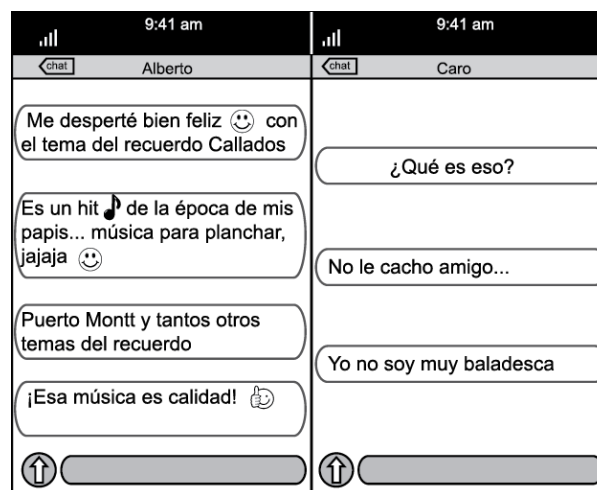 9:41 am
chat
Alberto
Me desperté bien feliz con
el tema del recuerdo Callados
Es un hit de la época de mis
papis... música para planchar,
jajaja
Puerto Montt y tantos otros
temas del recuerdo
¡Esa música es calidad!
9:41 am
chat
Caro
¿Qué es eso?
No le cacho amigo...
Yo no soy muy baladesca